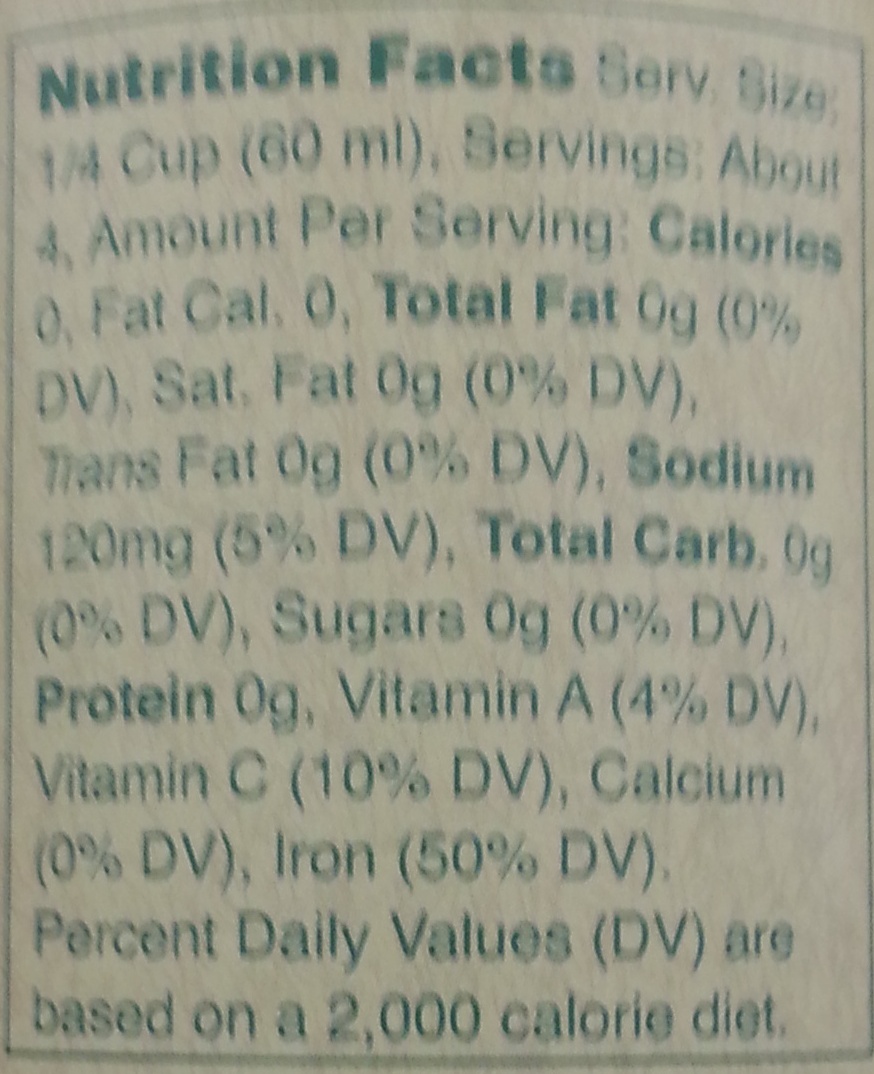 Nutrition Facts Serv. Size:
1/4 Cup (60 ml), Servings: About
4, Amount Per Serving: Calories
0, Fat Cal. 0, Total Fat 0g (0%
DV), Sat. Fat 0g (0% DV),
Trans Fat 0g (0% DV), Sodium
120mg (5% DV), Total Carb. 0g
(0% DV), Sugars 0g (0% DV),
Protein 0g, Vitamin A (4% DV),
Vitamin C (10% DV), Calcium
(0% DV), Iron (50% DV).
Percent Daily Values (DV) are
based on a 2,000 calorie diet.